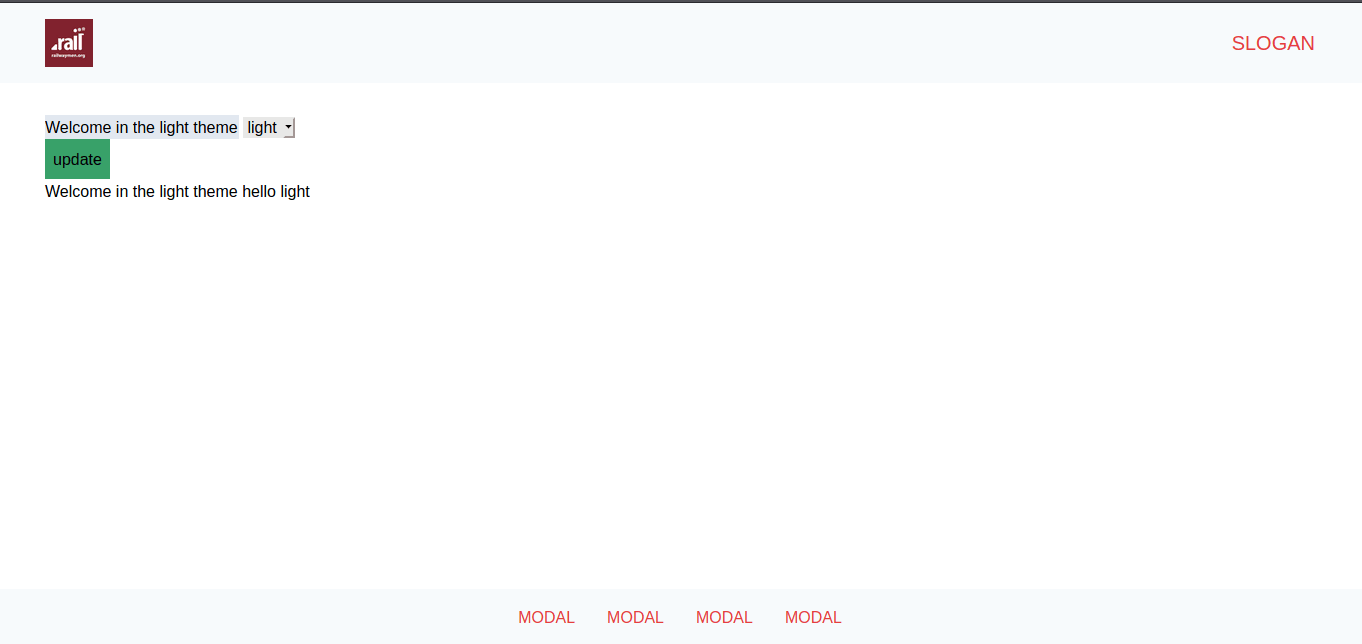 .rail
railwaymen.org
SLOGAN
Welcome in the light theme light
update
Welcome in the light theme hello light
MODAL MODAL MODAL MODAL